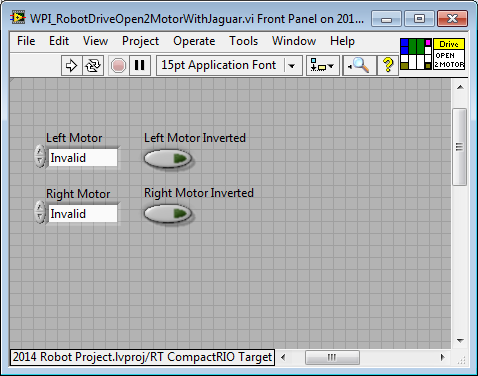 WPI_RobotDriveOpen2MotorWithJaguar.vi Front Panel on 201...
File Edit View Project Operate Tools Window Help
15pt Application Font
?
Drive
OPEN
2 MOTOR
Left Motor Left Motor Inverted
Invalid
Right Motor Right Motor Inverted
Invalid
2014 Robot Project.lvproj/RT CompactRIO Target